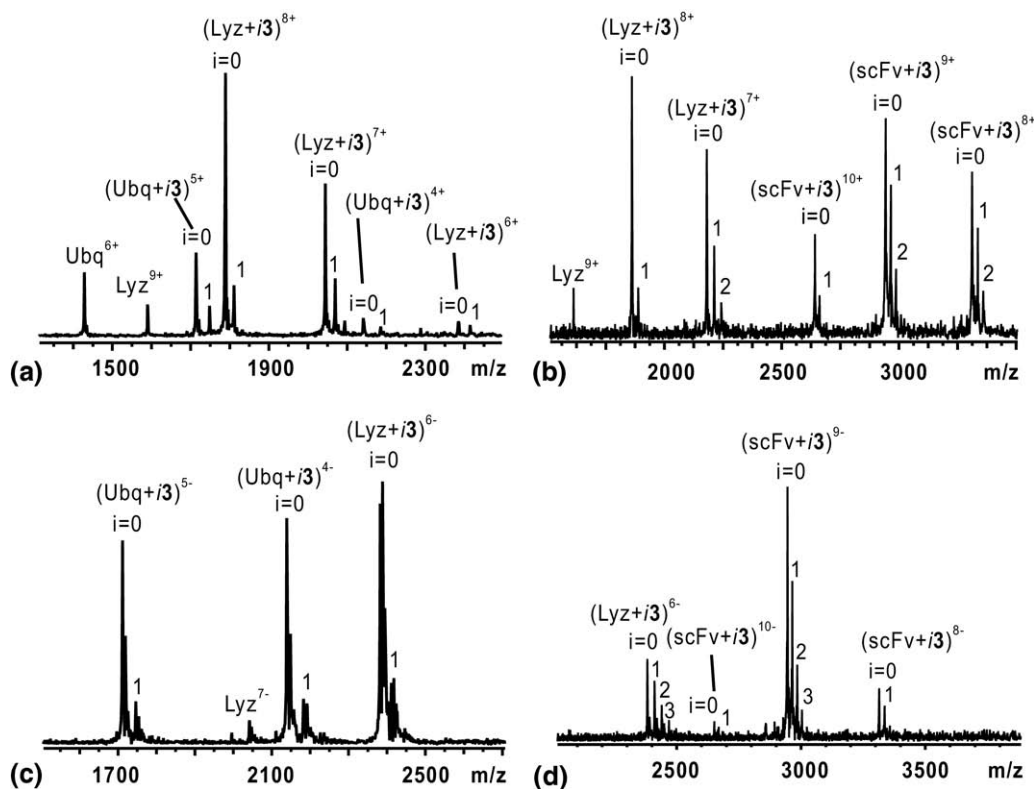 (Lyz+i3)8+
i=0
(Lyz+i3)7+
i=0
(Ubq+i3)5+
i=0
(Ubq+i3)4+
(Lyz+i3)6+
Ubq6+
Lyz9+
1
1
1
i=0
1
i=0 1
1500
1900
2300
m/z
(a)
(Lyz+i3)8+
i=0
(scFv+i3)9+
i=0
(Lyz+i3)7+
i=0
(scFv+i3)8+
i=0
(scFv+i3)10+
i=0
1
1
2
Lyz9+
1
1
2
1
2
2000
2500
3000
m/z
(b)
(Lyz+i3)6-
i=0
(Ubq+i3)5-
i=0
(Ubq+i3)4-
i=0
1
1
1
Lyz7-
1700
2100
2500
m/z
(c)
(scFv+i3)9-
i=0
1
(Lyz+i3)6-
i=0
(scFv+i3)10-
i=0
(scFv+i3)8-
i=0
1
2
3
1
2
3
1
2500
3000
3500
m/z
(d)